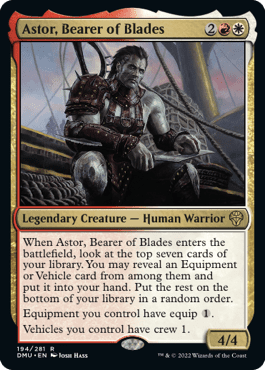 Astor, Bearer of Blades 2
Legendary Creature — Human Warrior
When Astor, Bearer of Blades enters the
battlefield, look at the top seven cards of
your library. You may reveal an Equipment
or Vehicle card from among them and
put it into your hand. Put the rest on the
bottom of your library in a random order.
Equipment you control have equip 1.
Vehicles you control have crew 1.
4/4
194/281 R
DMU • EN Josh Hass
™ & © 2022 Wizards of the Coast